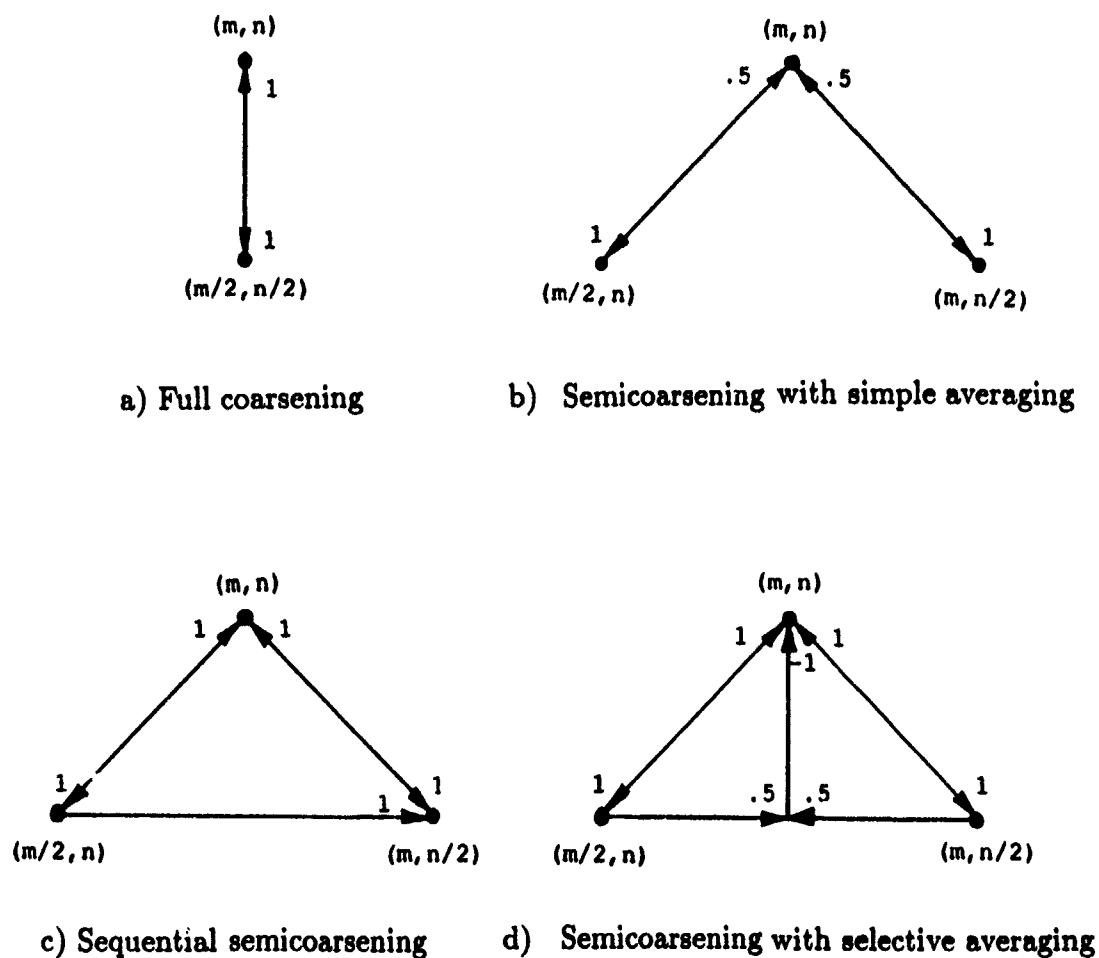 (m,n)
1
1
(m/2,n/2)
a) Full coarsening
(m,n)
.5 .5
1 1
(m/2,n) (m,n/2)
b) Semicoarsening with simple averaging
(m,n)
1 1
1 1 1
(m/2,n) (m,n/2)
c) Sequential semicoarsening
(m,n)
1 1
-1
1 .5 .5 1
(m/2,n) (m,n/2)
d) Semicoarsening with selective averaging